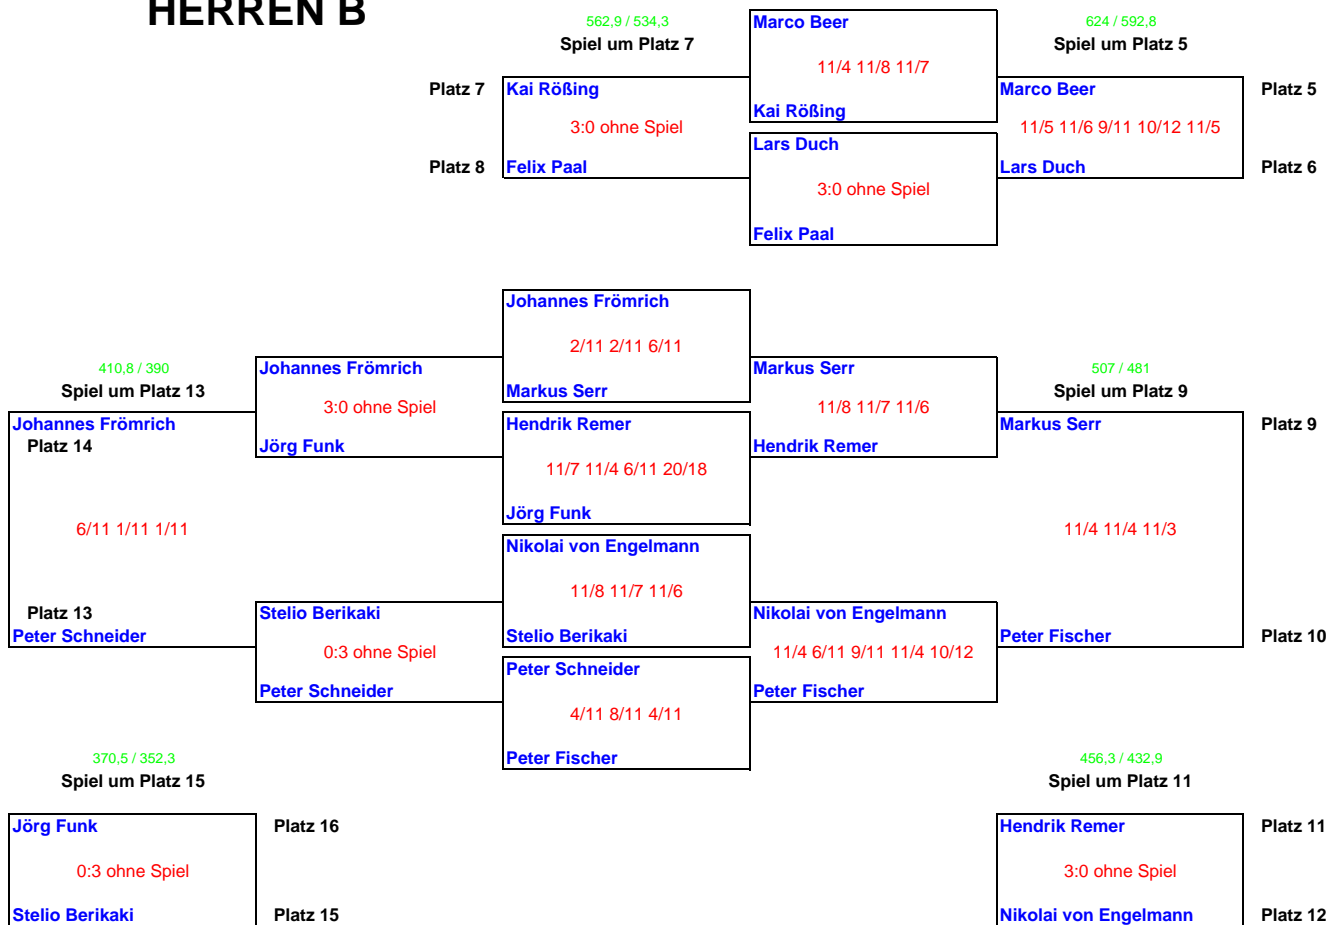 HERREN B
562,9 / 534,3
Spiel um Platz 7
Marco Beer
624 / 592,8
Spiel um Platz 5
11/4 11/8 11/7
Platz 7
Kai Rößing
Marco Beer
Platz 5
Kai Rößing
3:0 ohne Spiel
11/5 11/6 9/11 10/12 11/5
Lars Duch
Platz 8
Felix Paal
Lars Duch
Platz 6
3:0 ohne Spiel
Felix Paal
Johannes Frömrich
2/11 2/11 6/11
410,8 / 390
Johannes Frömrich
Markus Serr
507 / 481
Spiel um Platz 13
Markus Serr
Spiel um Platz 9
3:0 ohne Spiel
11/8 11/7 11/6
Johannes Frömrich
Hendrik Remer
Markus Serr
Platz 9
Platz 14
Jörg Funk
Hendrik Remer
11/7 11/4 6/11 20/18
Jörg Funk
6/11 1/11 1/11
11/4 11/4 11/3
Nikolai von Engelmann
11/8 11/7 11/6
Platz 13
Stelio Berikaki
Nikolai von Engelmann
Peter Schneider
Stelio Berikaki
Peter Fischer
Platz 10
0:3 ohne Spiel
11/4 6/11 9/11 11/4 10/12
Peter Schneider
Peter Schneider
Peter Fischer
4/11 8/11 4/11
Peter Fischer
370,5 / 352,3
Spiel um Platz 15
456,3 / 432,9
Spiel um Platz 11
Jörg Funk
Platz 16
Hendrik Remer
Platz 11
0:3 ohne Spiel
3:0 ohne Spiel
Stelio Berikaki
Platz 15
Nikolai von Engelmann
Platz 12